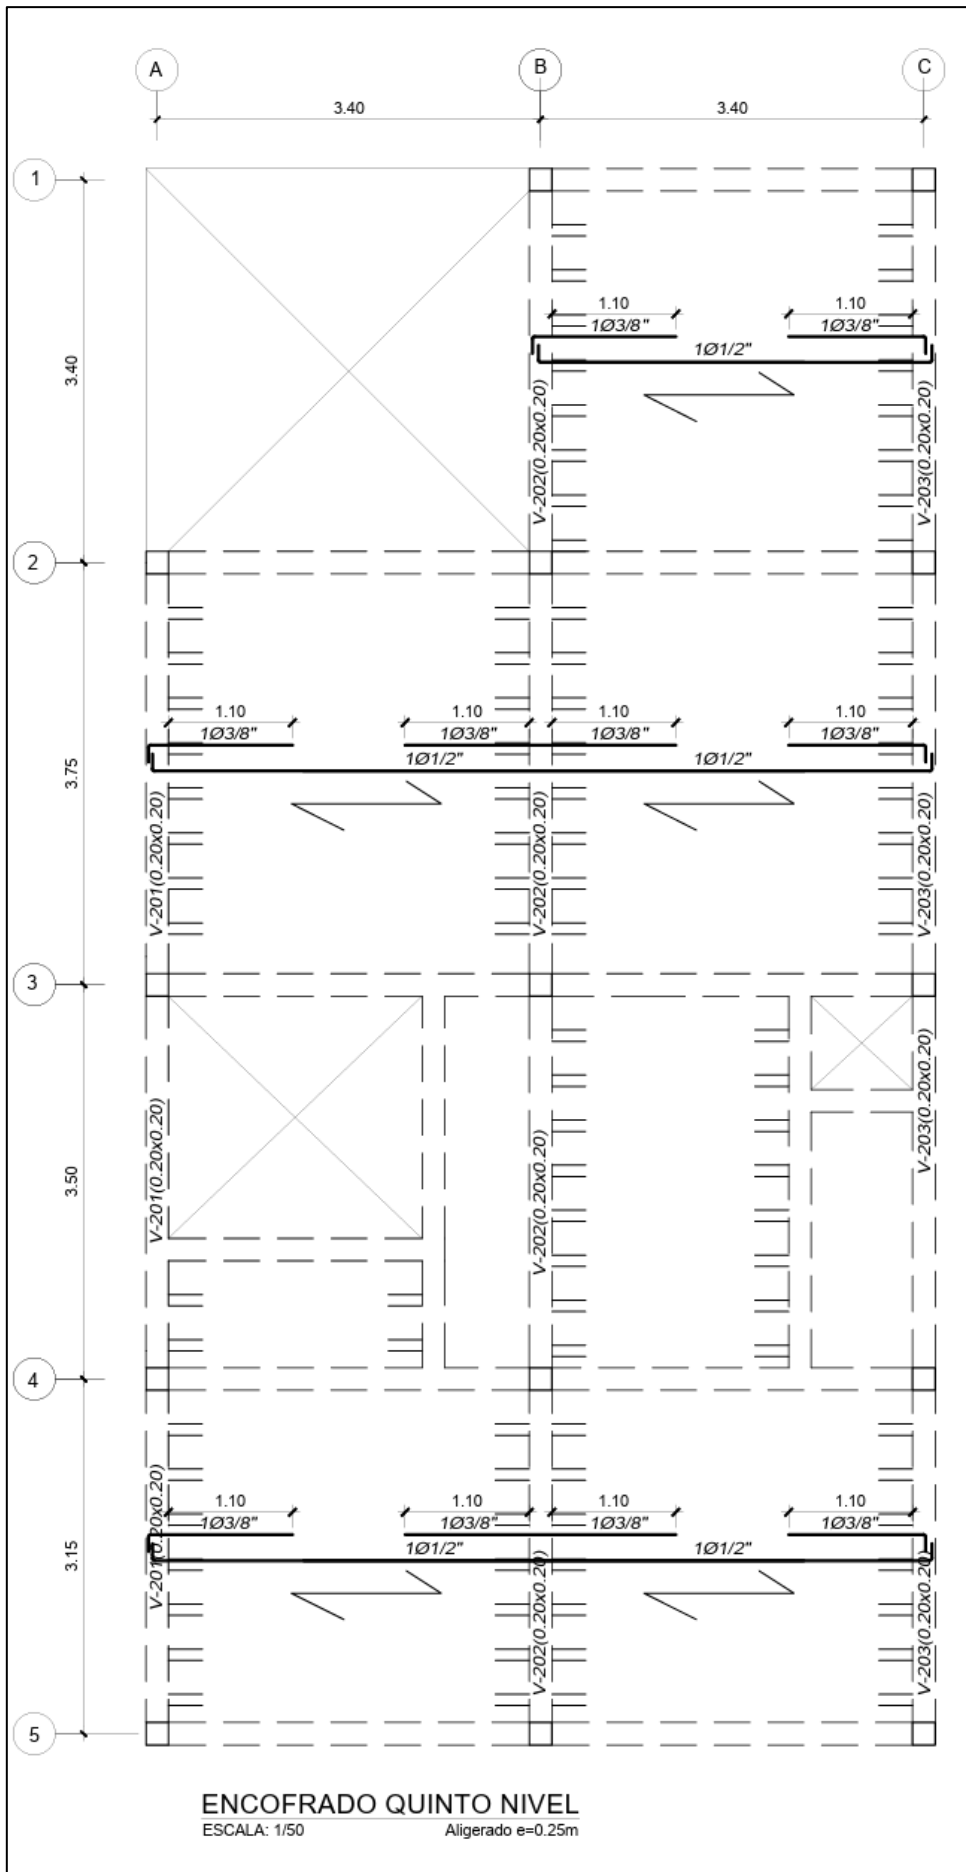 A
B
C
3.40
3.40
1
1.10
1.10
1Ø3/8"
1Ø3/8"
1Ø1/2"
3.40
V-202(0.20x0.20)
V-203(0.20x0.20)
2
1.10
1.10
1.10
1.10
1Ø3/8"
1Ø3/8"
1Ø3/8"
1Ø3/8"
1Ø1/2"
1Ø1/2"
3.75
V-201(0.20x0.20)
V-202(0.20x0.20)
V-203(0.20x0.20)
3
V-203(0.20x0.20)
3.50
V-201(0.20x0.20)
V-202(0.20x0.20)
4
1.10
1.10
1.10
1.10
1Ø3/8"
1Ø3/8"
1Ø3/8"
1Ø3/8"
1Ø1/2"
1Ø1/2"
V-201(0.20x0.20)
3.15
V-202(0.20x0.20)
V-203(0.20x0.20)
5
ENCOFRADO QUINTO NIVEL
ESCALA: 1/50
Aligerado e=0.25m